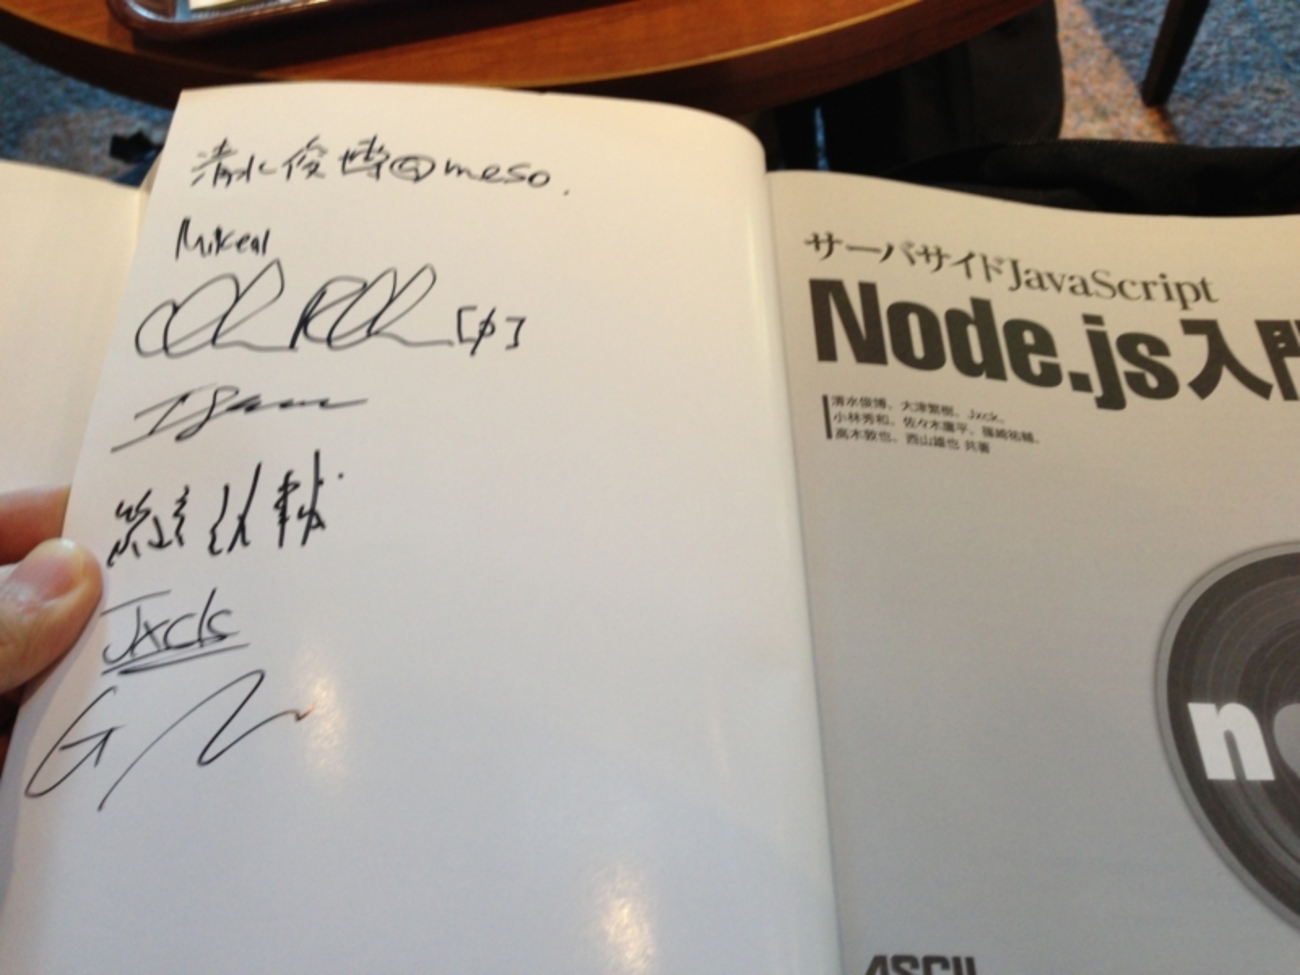 清水俊博@meso.
Mikeal
[φ]
Jxck
サーバサイドJavaScript
Node.js入門
清水俊博、大津繁樹、Jxck、
小林秀和、佐々木庸平、篠崎祐輔、
高木敦也、西山雄也 共著
n
ASCII